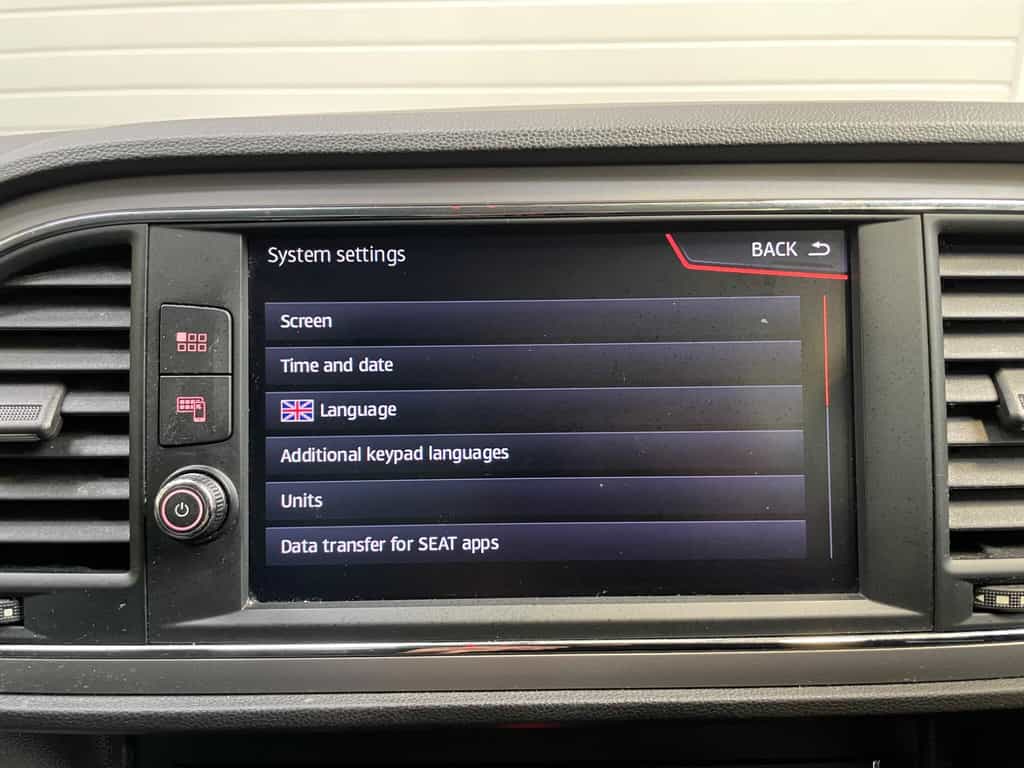 System settings
BACK
Screen
Time and date
Language
Additional keypad languages
Units
Data transfer for SEAT apps